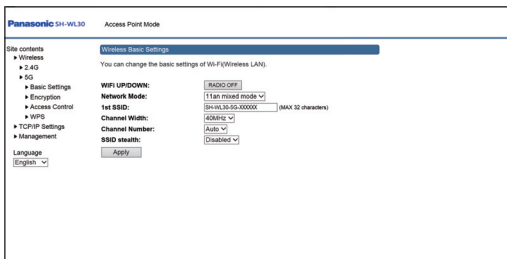 Panasonic SH-WL30 Access Point Mode
Site contents
Wireless
2.4G
5G
Basic Settings
Encryption
Access Control
WPS
TCP/IP Settings
Management
Language
English
Wireless Basic Settings
You can change the basic settings of Wi-Fi(Wireless LAN).
WiFi UP/DOWN: RADIO OFF
Network Mode: 11an mixed mode
1st SSID: SH-WL30-5G-XXXXXX (MAX 32 characters)
Channel Width: 40MHz
Channel Number: Auto
SSID stealth: Disabled
Apply